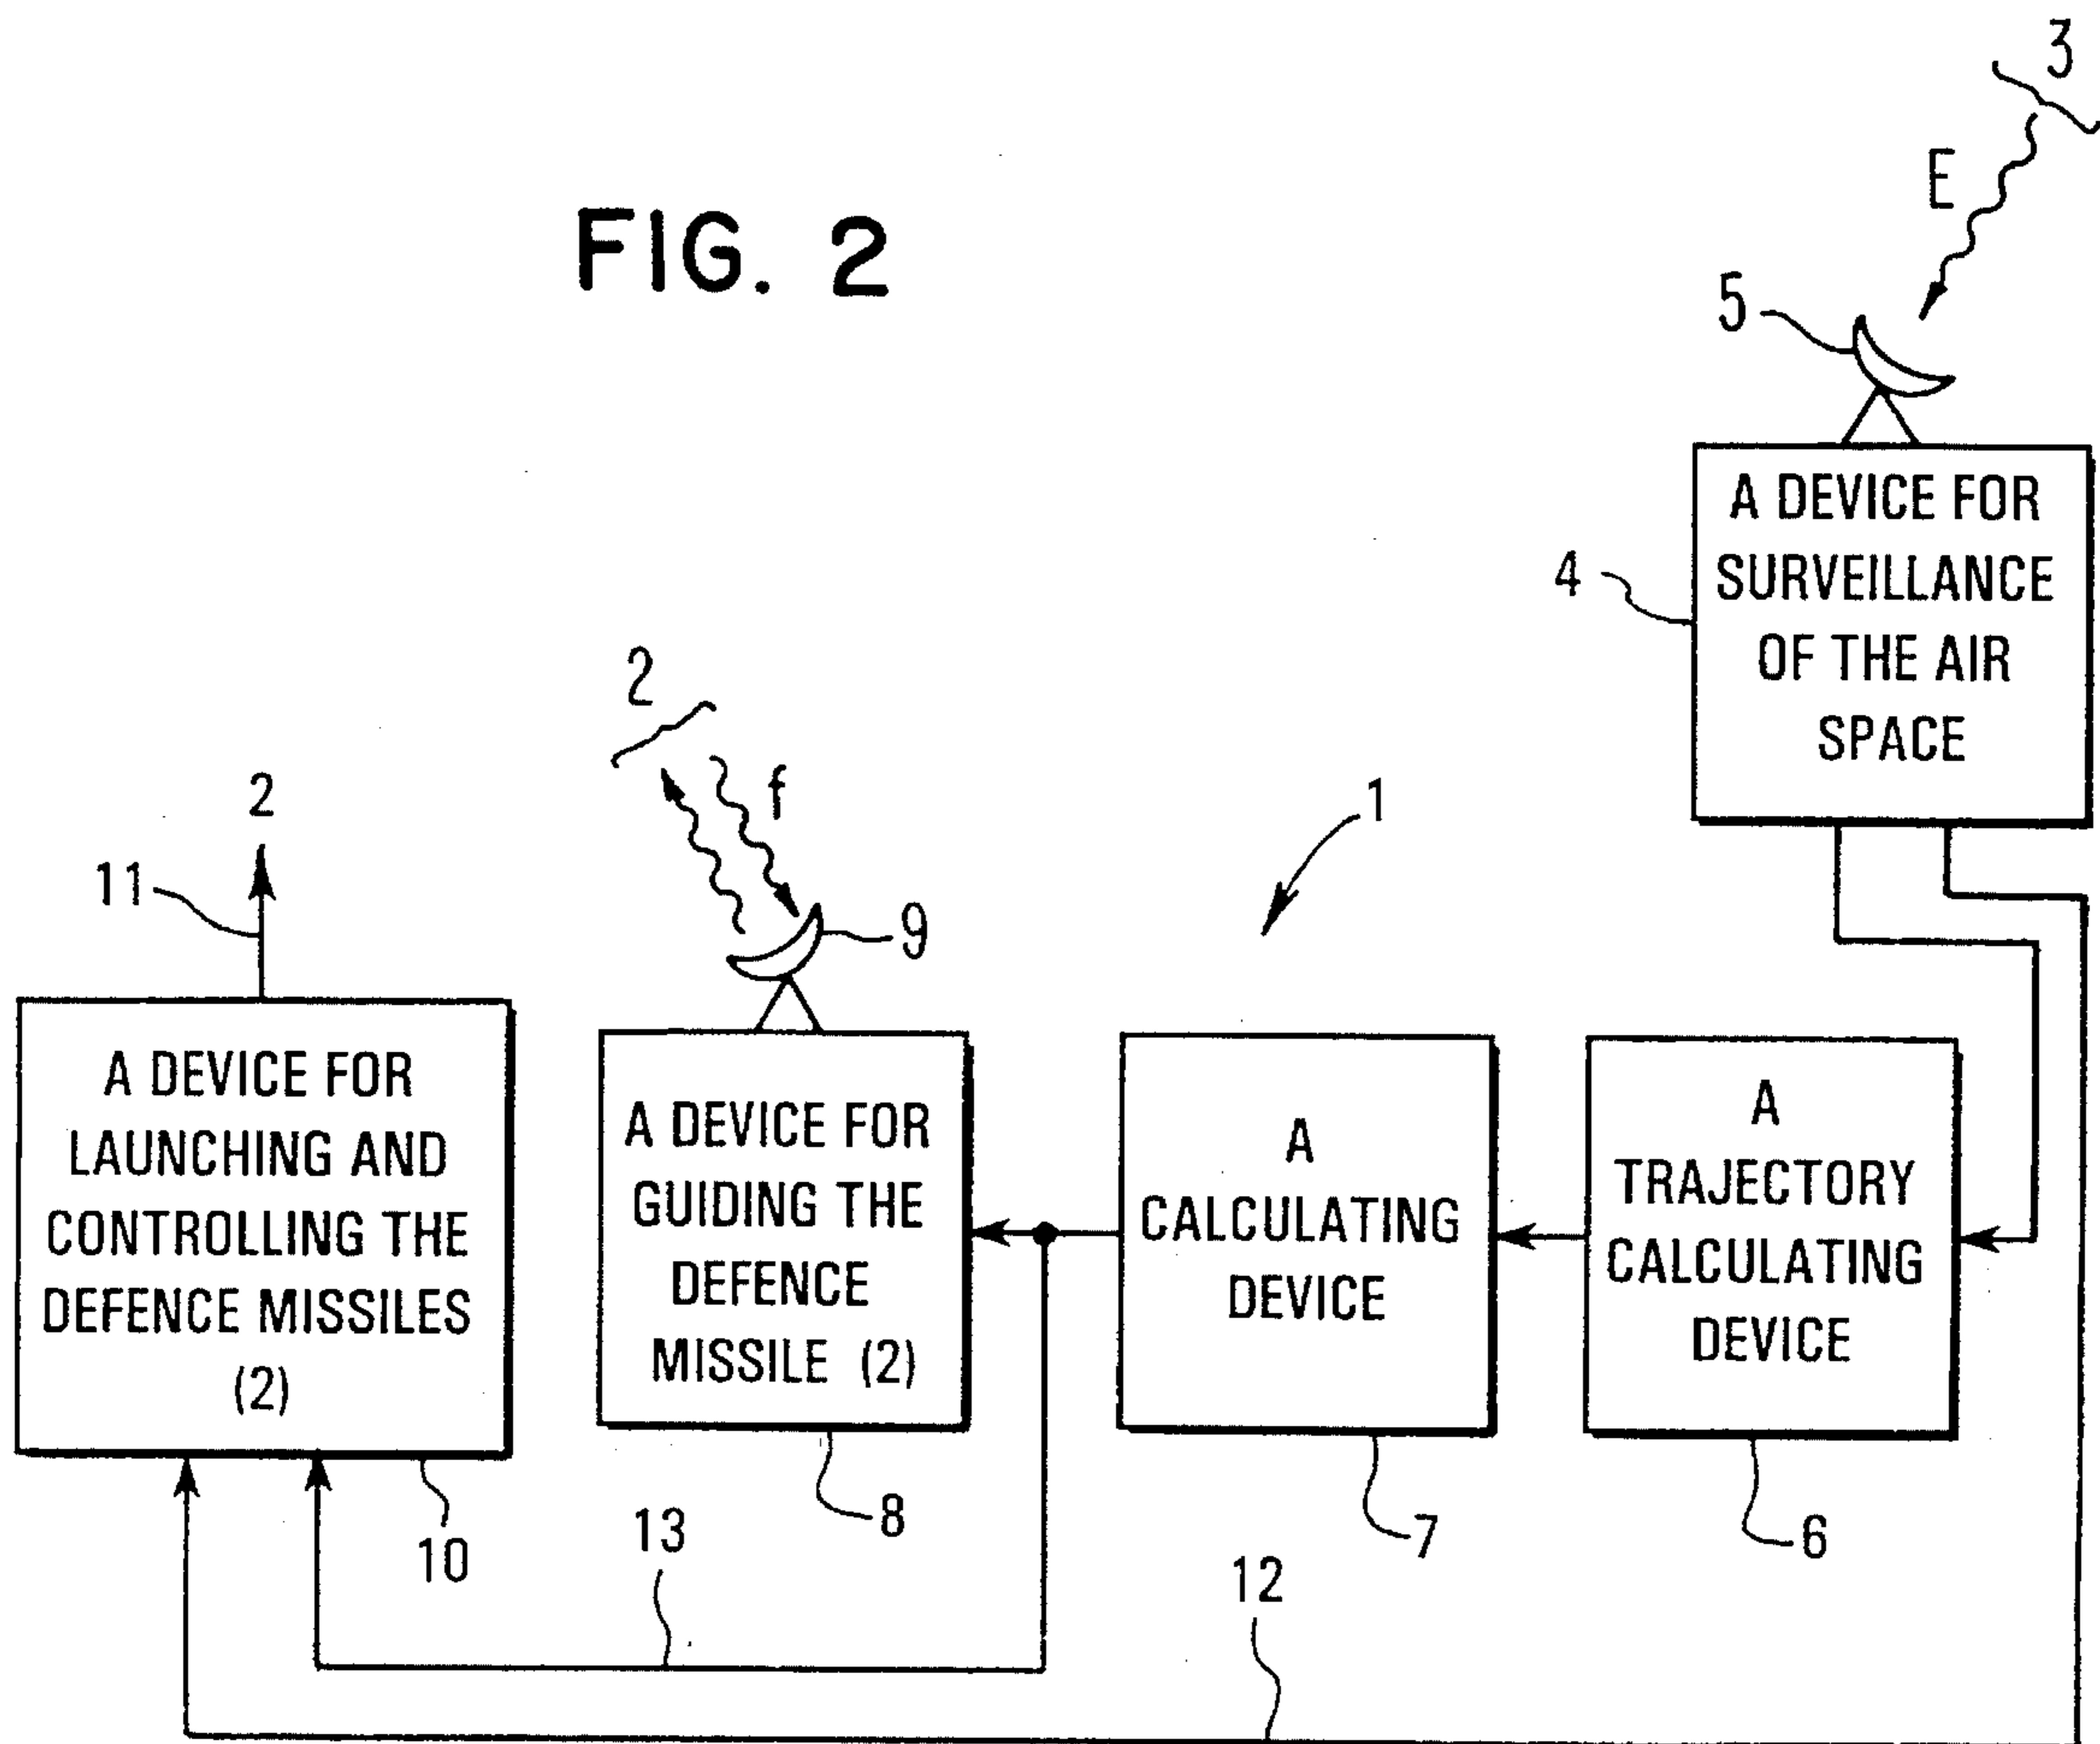 3
E
FIG. 2
5
A DEVICE FOR
SURVEILLANCE
OF THE AIR
SPACE
4
2
f
1
2
11
9
A DEVICE FOR
LAUNCHING AND
CONTROLLING THE
DEFENCE MISSILES
(2)
A DEVICE FOR
GUIDING THE
DEFENCE
MISSILE (2)
A
CALCULATING
DEVICE
A
TRAJECTORY
CALCULATING
DEVICE
10
8
7
6
13
12